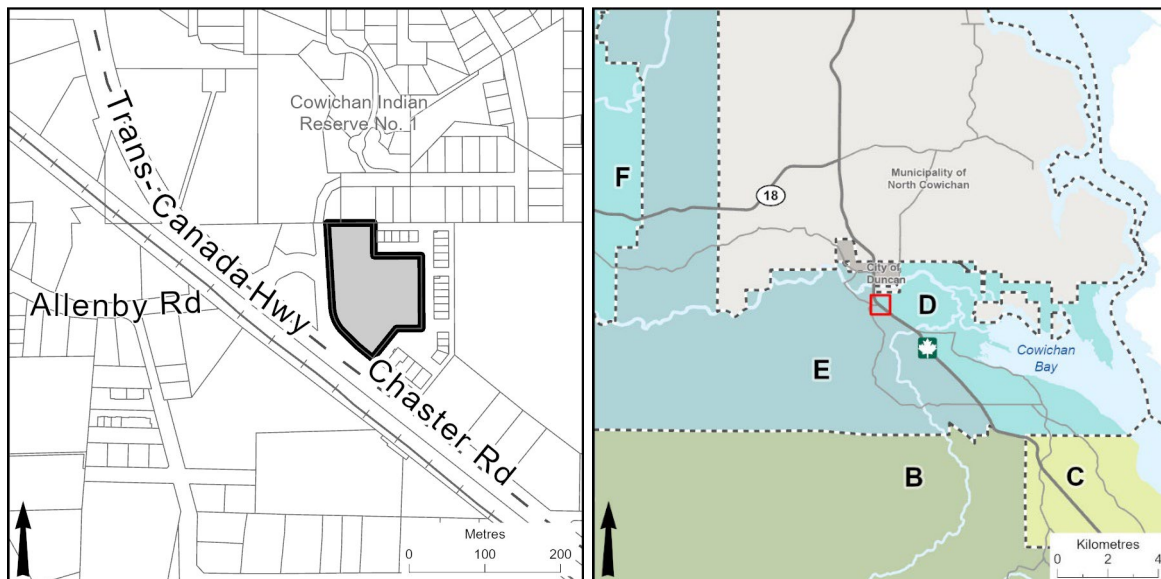 Cowichan Indian
Reserve No. 1
Trans-Canada Hwy
Allenby Rd
Chaster Rd
Metres
0 100 200
F
18
Municipality of
North Cowichan
City of
Duncan
D
E
Cowichan
Bay
B
C
Kilometres
0 2 4